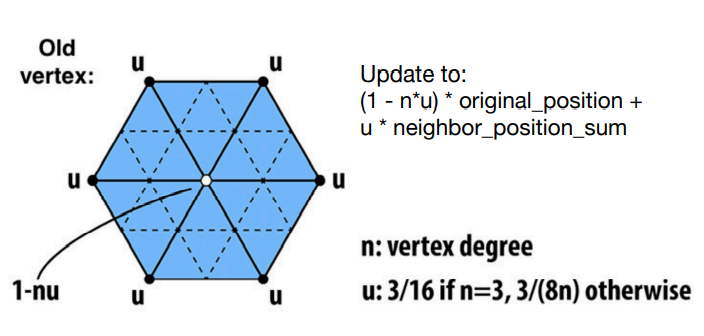 Old
vertex:
u
u
u
u
1-nu
u
u
Update to:
(1 - n*u) * original_position +
u * neighbor_position_sum
n: vertex degree
u: 3/16 if n=3, 3/(8n) otherwise